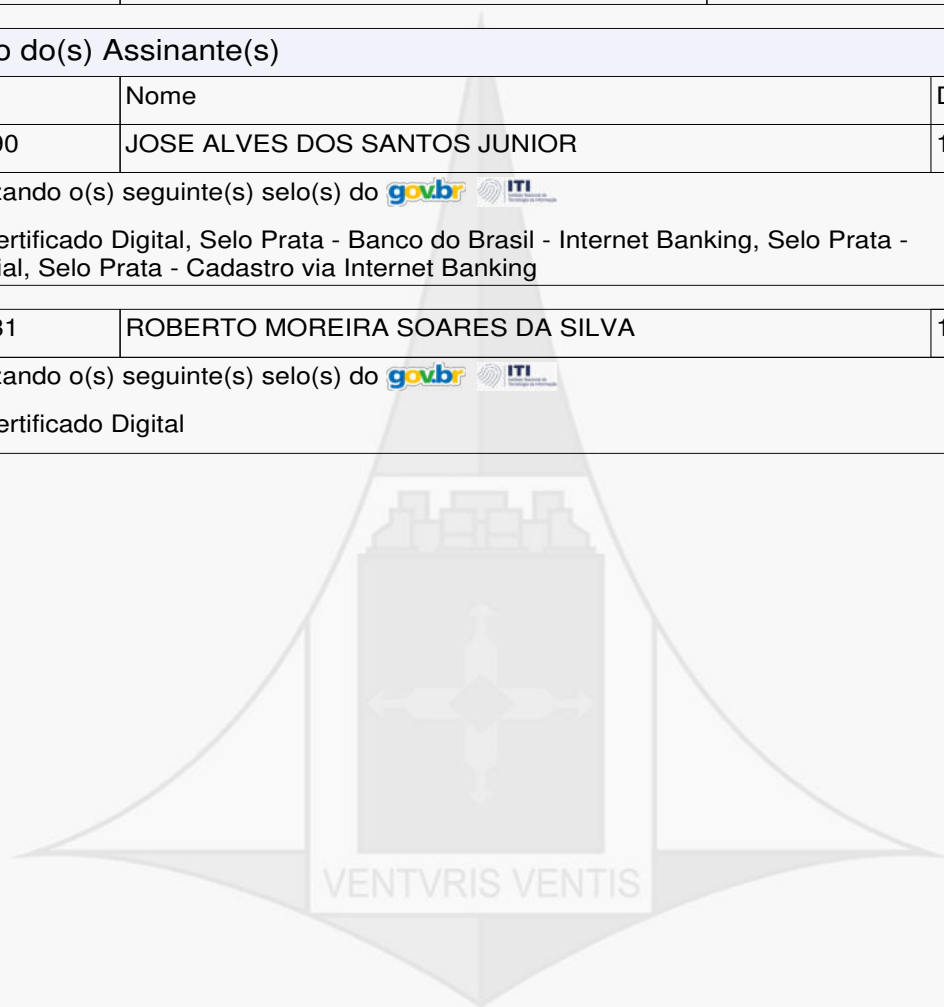 o do(s) Assinante(s)
Nome
00 JOSE ALVES DOS SANTOS JUNIOR 1
zando o(s) seguinte(s) selo(s) do gov.br ITI
ertificado Digital, Selo Prata - Banco do Brasil - Internet Banking, Selo Prata -
ial, Selo Prata - Cadastro via Internet Banking
31 ROBERTO MOREIRA SOARES DA SILVA 1
zando o(s) seguinte(s) selo(s) do gov.br ITI
ertificado Digital
VENTVRIS VENTIS